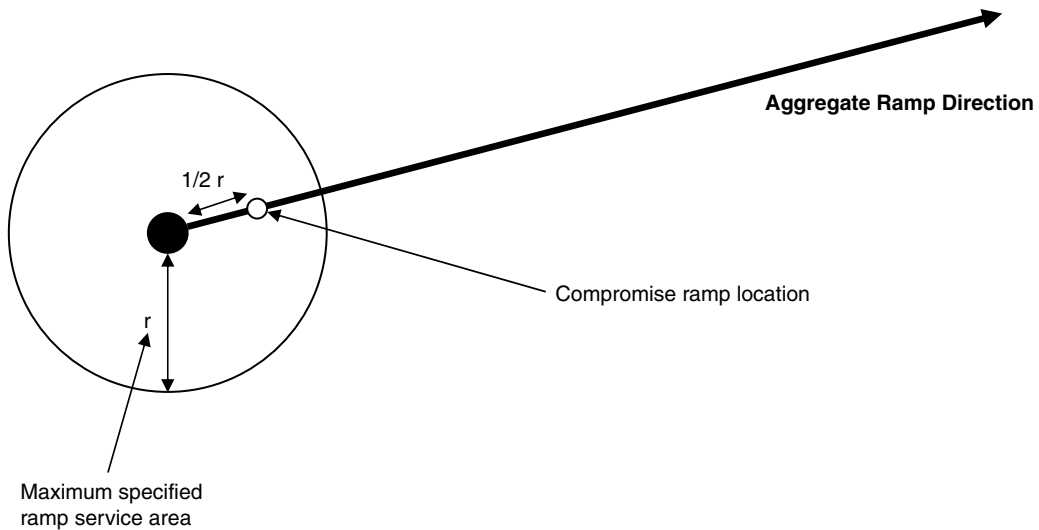 Aggregate Ramp Direction
1/2 r
Compromise ramp location
r
Maximum specified
ramp service area